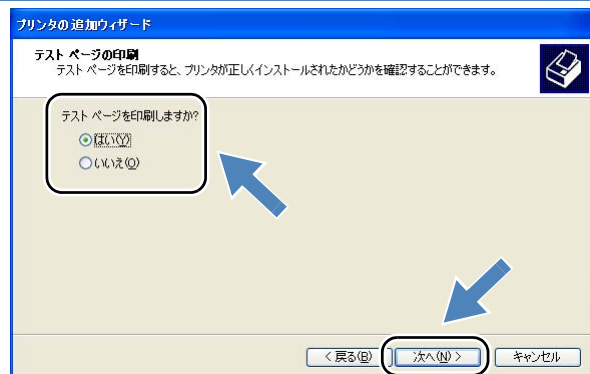 プリンタの追加ウィザード
テスト ページの印刷
テスト ページを印刷すると、プリンタが正しくインストールされたかどうかを確認することができます。
テスト ページを印刷しますか?
はい(Y)
いいえ(O)
< 戻る(B) 次へ(N) > キャンセル